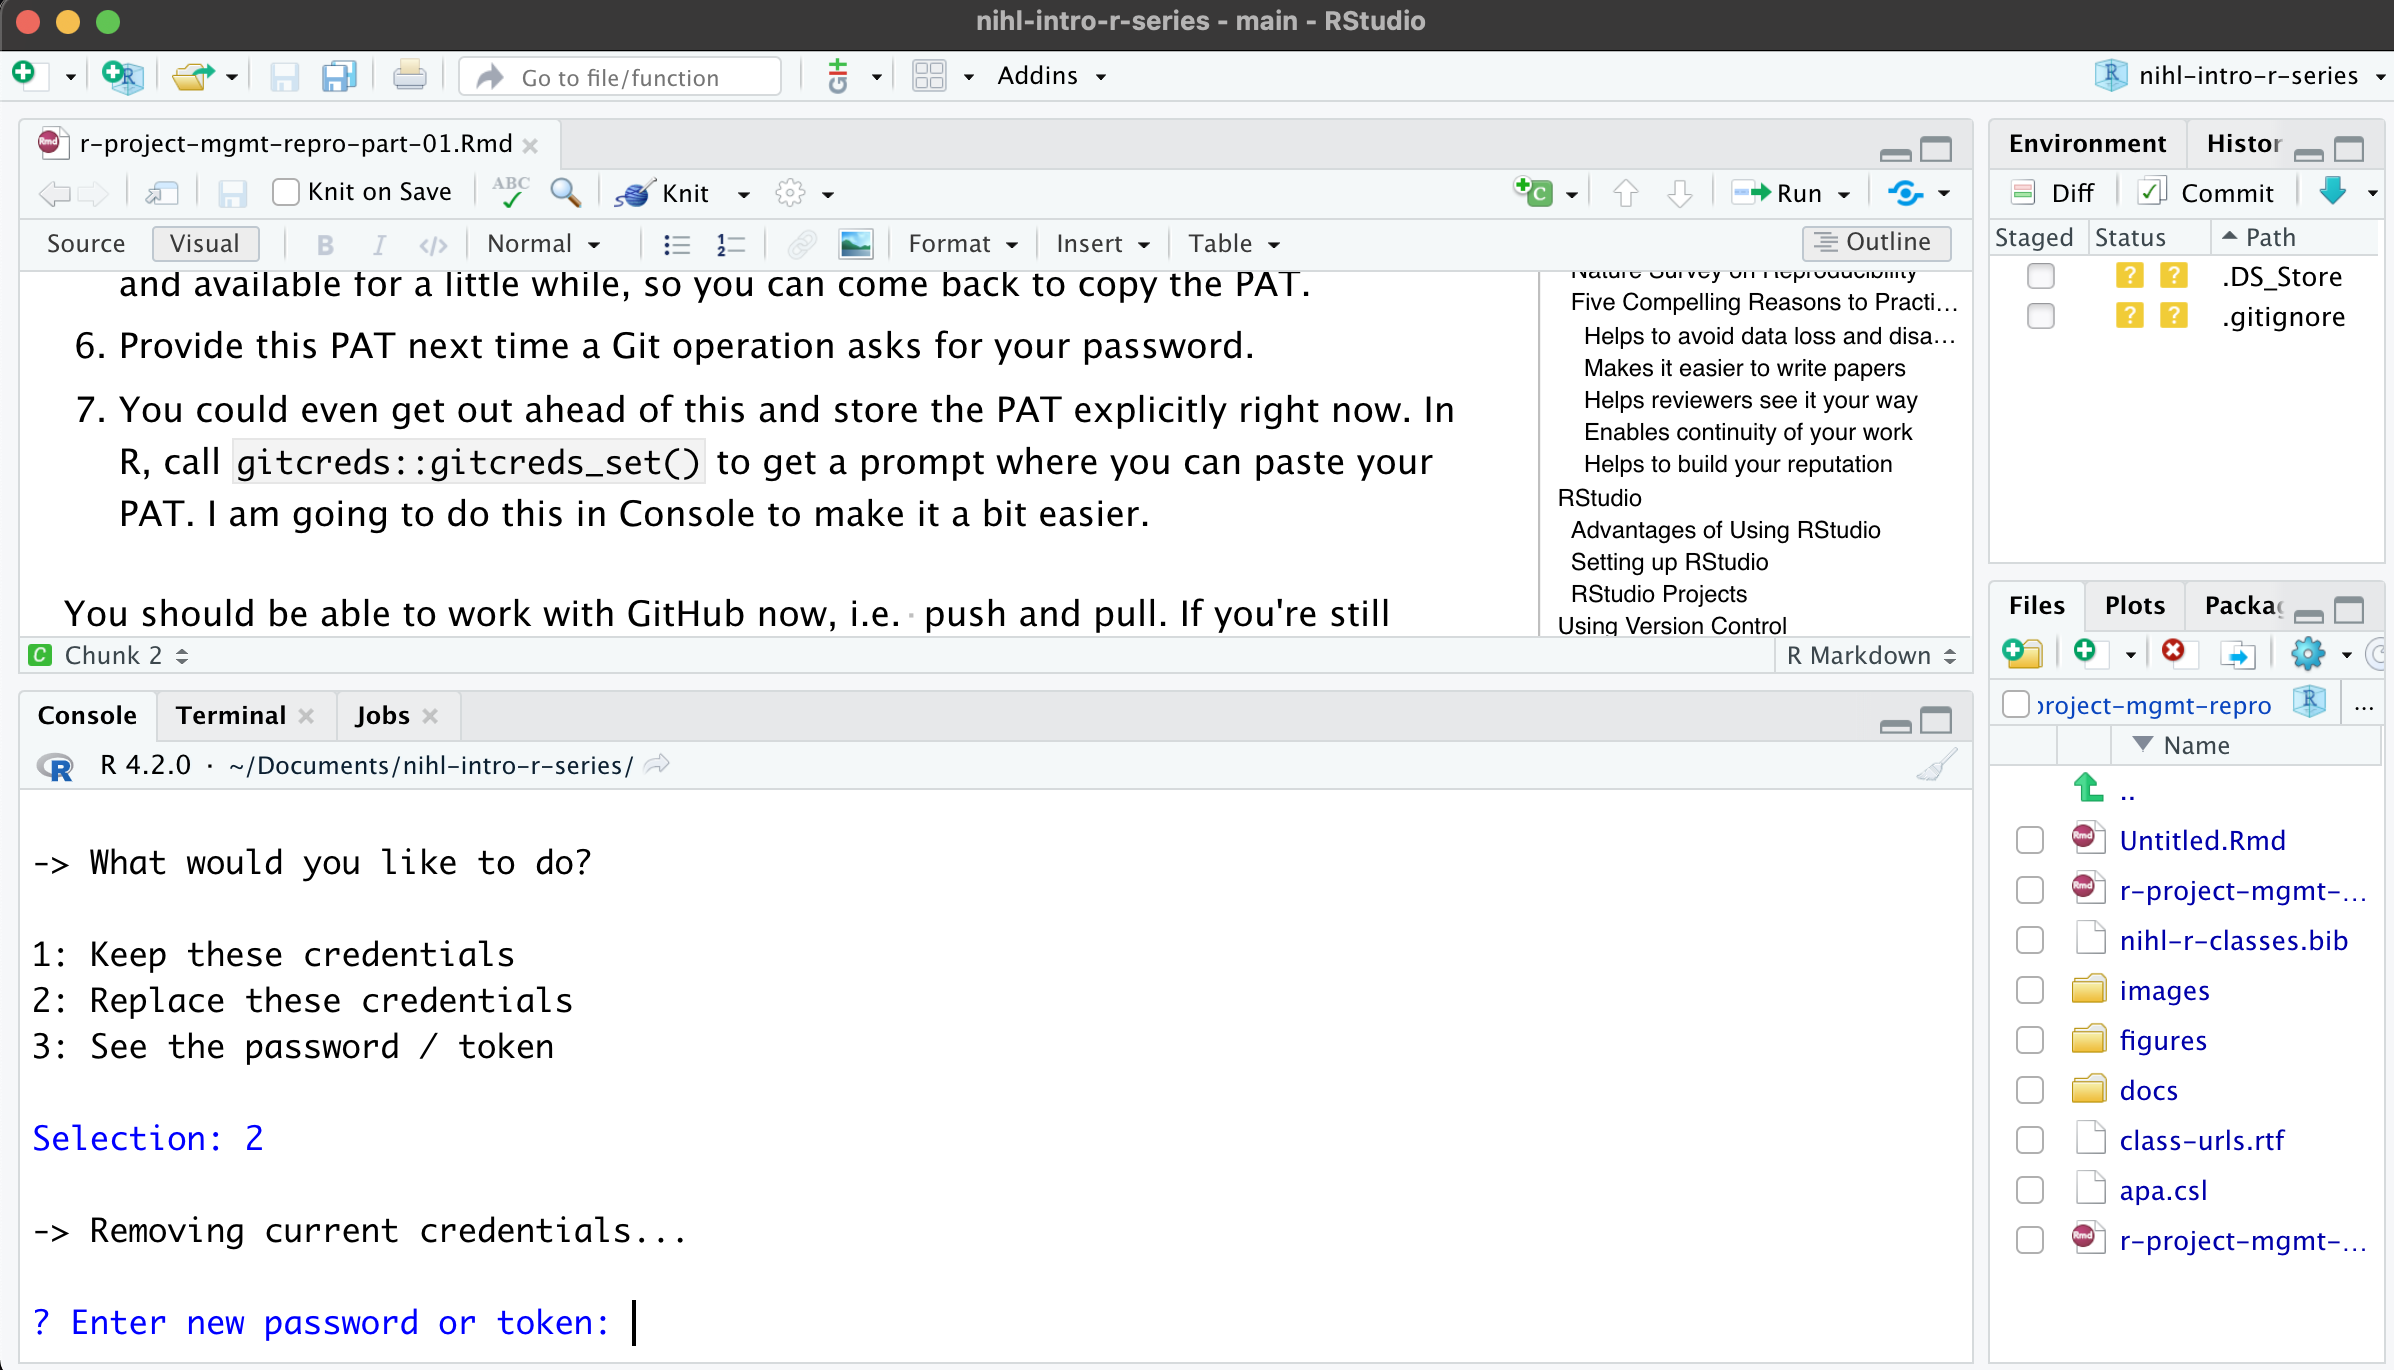 nihl-intro-r-series - main - RStudio
Go to file/function
Addins
nihl-intro-r-series
r-project-mgmt-repro-part-01.Rmd
Knit on Save
ABC
Knit
Run
Source
Visual
B
I
</>
Normal
Format
Insert
Table
Outline
and available for a little while, so you can come back to copy the PAT.
6. Provide this PAT next time a Git operation asks for your password.
7. You could even get out ahead of this and store the PAT explicitly right now. In
R, call gitcreds::gitcreds_set() to get a prompt where you can paste your
PAT. I am going to do this in Console to make it a bit easier.
You should be able to work with GitHub now, i.e. push and pull. If you're still
Nature Survey on Reproducibility
Five Compelling Reasons to Practi...
Helps to avoid data loss and disa...
Makes it easier to write papers
Helps reviewers see it your way
Enables continuity of your work
Helps to build your reputation
RStudio
Advantages of Using RStudio
Setting up RStudio
RStudio Projects
Using Version Control
C Chunk 2
R Markdown
Console
Terminal
Jobs
R 4.2.0 · ~/Documents/nihl-intro-r-series/
-> What would you like to do?
1: Keep these credentials
2: Replace these credentials
3: See the password / token
Selection: 2
-> Removing current credentials...
? Enter new password or token:
Environment
Histor
Diff
Commit
Staged
Status
Path
? ? .DS_Store
? ? .gitignore
Files
Plots
Packag
project-mgmt-repro
...
Name
..
Untitled.Rmd
r-project-mgmt-...
nihl-r-classes.bib
images
figures
docs
class-urls.rtf
apa.csl
r-project-mgmt-...